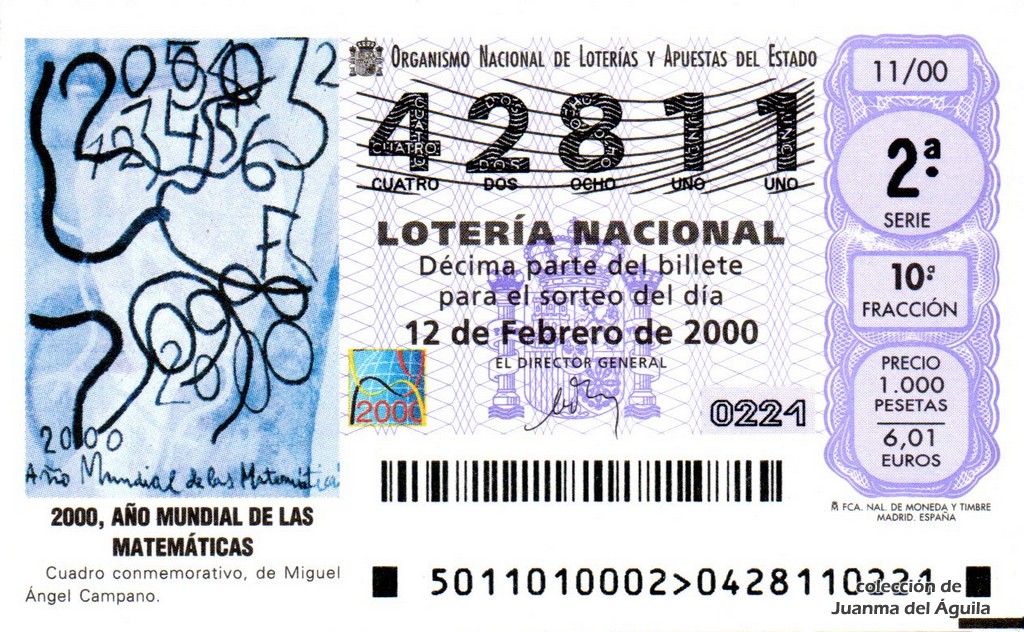 2000
Año Mundial de las Matemáticas
2000, AÑO MUNDIAL DE LAS
MATEMÁTICAS
Cuadro conmemorativo, de Miguel
Ángel Campano.
ORGANISMO NACIONAL DE LOTERÍAS Y APUESTAS DEL ESTADO
42811
CUATRO DOS OCHO UNO UNO
LOTERÍA NACIONAL
Décima parte del billete
para el sorteo del día
12 de Febrero de 2000
EL DIRECTOR GENERAL
2000
0221
11/00
2ª
SERIE
10ª
FRACCIÓN
PRECIO
1.000
PESETAS
6,01
EUROS
FCA. NAL. DE MONEDA Y TIMBRE
MADRID. ESPAÑA
5011010002>0428110221
colección de
Juanma del Águila